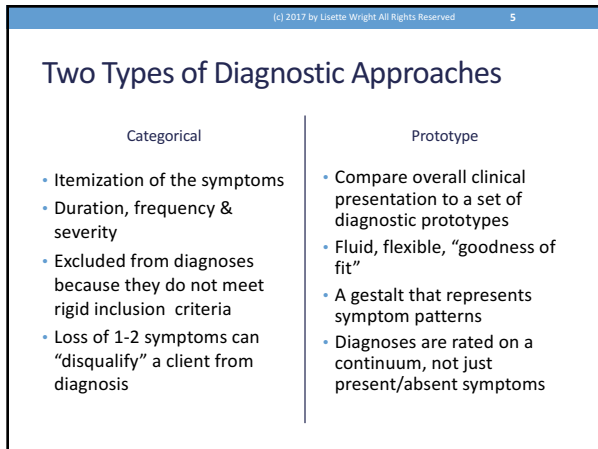 (c) 2017 by Lisette Wright All Rights Reserved 5
Two Types of Diagnostic Approaches
Categorical
• Itemization of the symptoms
• Duration, frequency &
severity
• Excluded from diagnoses
because they do not meet
rigid inclusion criteria
• Loss of 1-2 symptoms can
“disqualify” a client from
diagnosis
Prototype
• Compare overall clinical
presentation to a set of
diagnostic prototypes
• Fluid, flexible, “goodness of
fit”
• A gestalt that represents
symptom patterns
• Diagnoses are rated on a
continuum, not just
present/absent symptoms